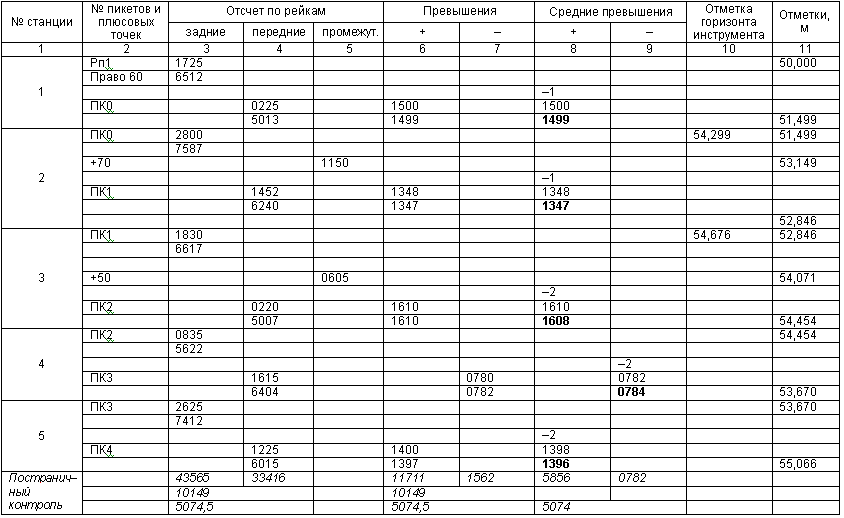 № станции | № пикетов и плюсовых точек | Отсчет по рейкам | Превышения | Средние превышения | Отметка горизонта инструмента | Отметки, м
задние | передние | промежут. | + | – | + | –
1 | 2 | 3 | 4 | 5 | 6 | 7 | 8 | 9 | 10 | 11
Рп1 | 1725 | 50,000
Право 60 | 6512
1 | –1
ПК0 | 0225 | 1500 | 1500
5013 | 1499 | 1499 | 51,499
ПК0 | 2800 | 54,299 | 51,499
7587
+70 | 1150 | 53,149
2 | –1
ПК1 | 1452 | 1348 | 1348
6240 | 1347 | 1347
52,846
ПК1 | 1830 | 54,676 | 52,846
6617
3 | +50 | 0605 | 54,071
–2
ПК2 | 0220 | 1610 | 1610
5007 | 1610 | 1608 | 54,454
ПК2 | 0835 | 54,454
5622
4 | –2
ПК3 | 1615 | 0780 | 0782
6404 | 0782 | 0784 | 53,670
ПК3 | 2625 | 53,670
7412
5 | –2
ПК4 | 1225 | 1400 | 1398
6015 | 1397 | 1396 | 55,066
Постранич–ный контроль | 43565 | 33416 | 11711 | 1562 | 5856 | 0782
10149 | 10149
5074,5 | 5074,5 | 5074